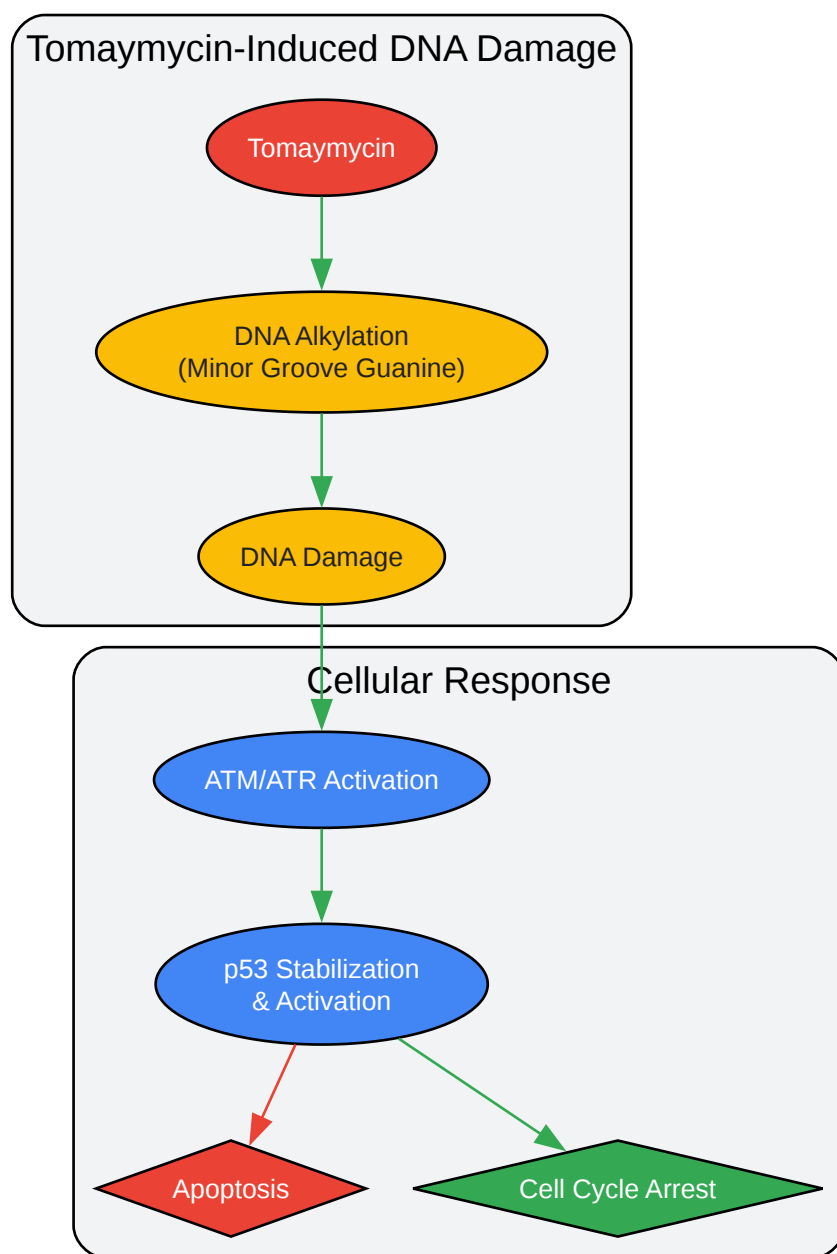 Tomaymycin-Induced DNA Damage
Tomaymycin
DNA Alkylation
(Minor Groove Guanine)
DNA Damage
Cellular Response
ATM/ATR Activation
p53 Stabilization
& Activation
Apoptosis
Cell Cycle Arrest